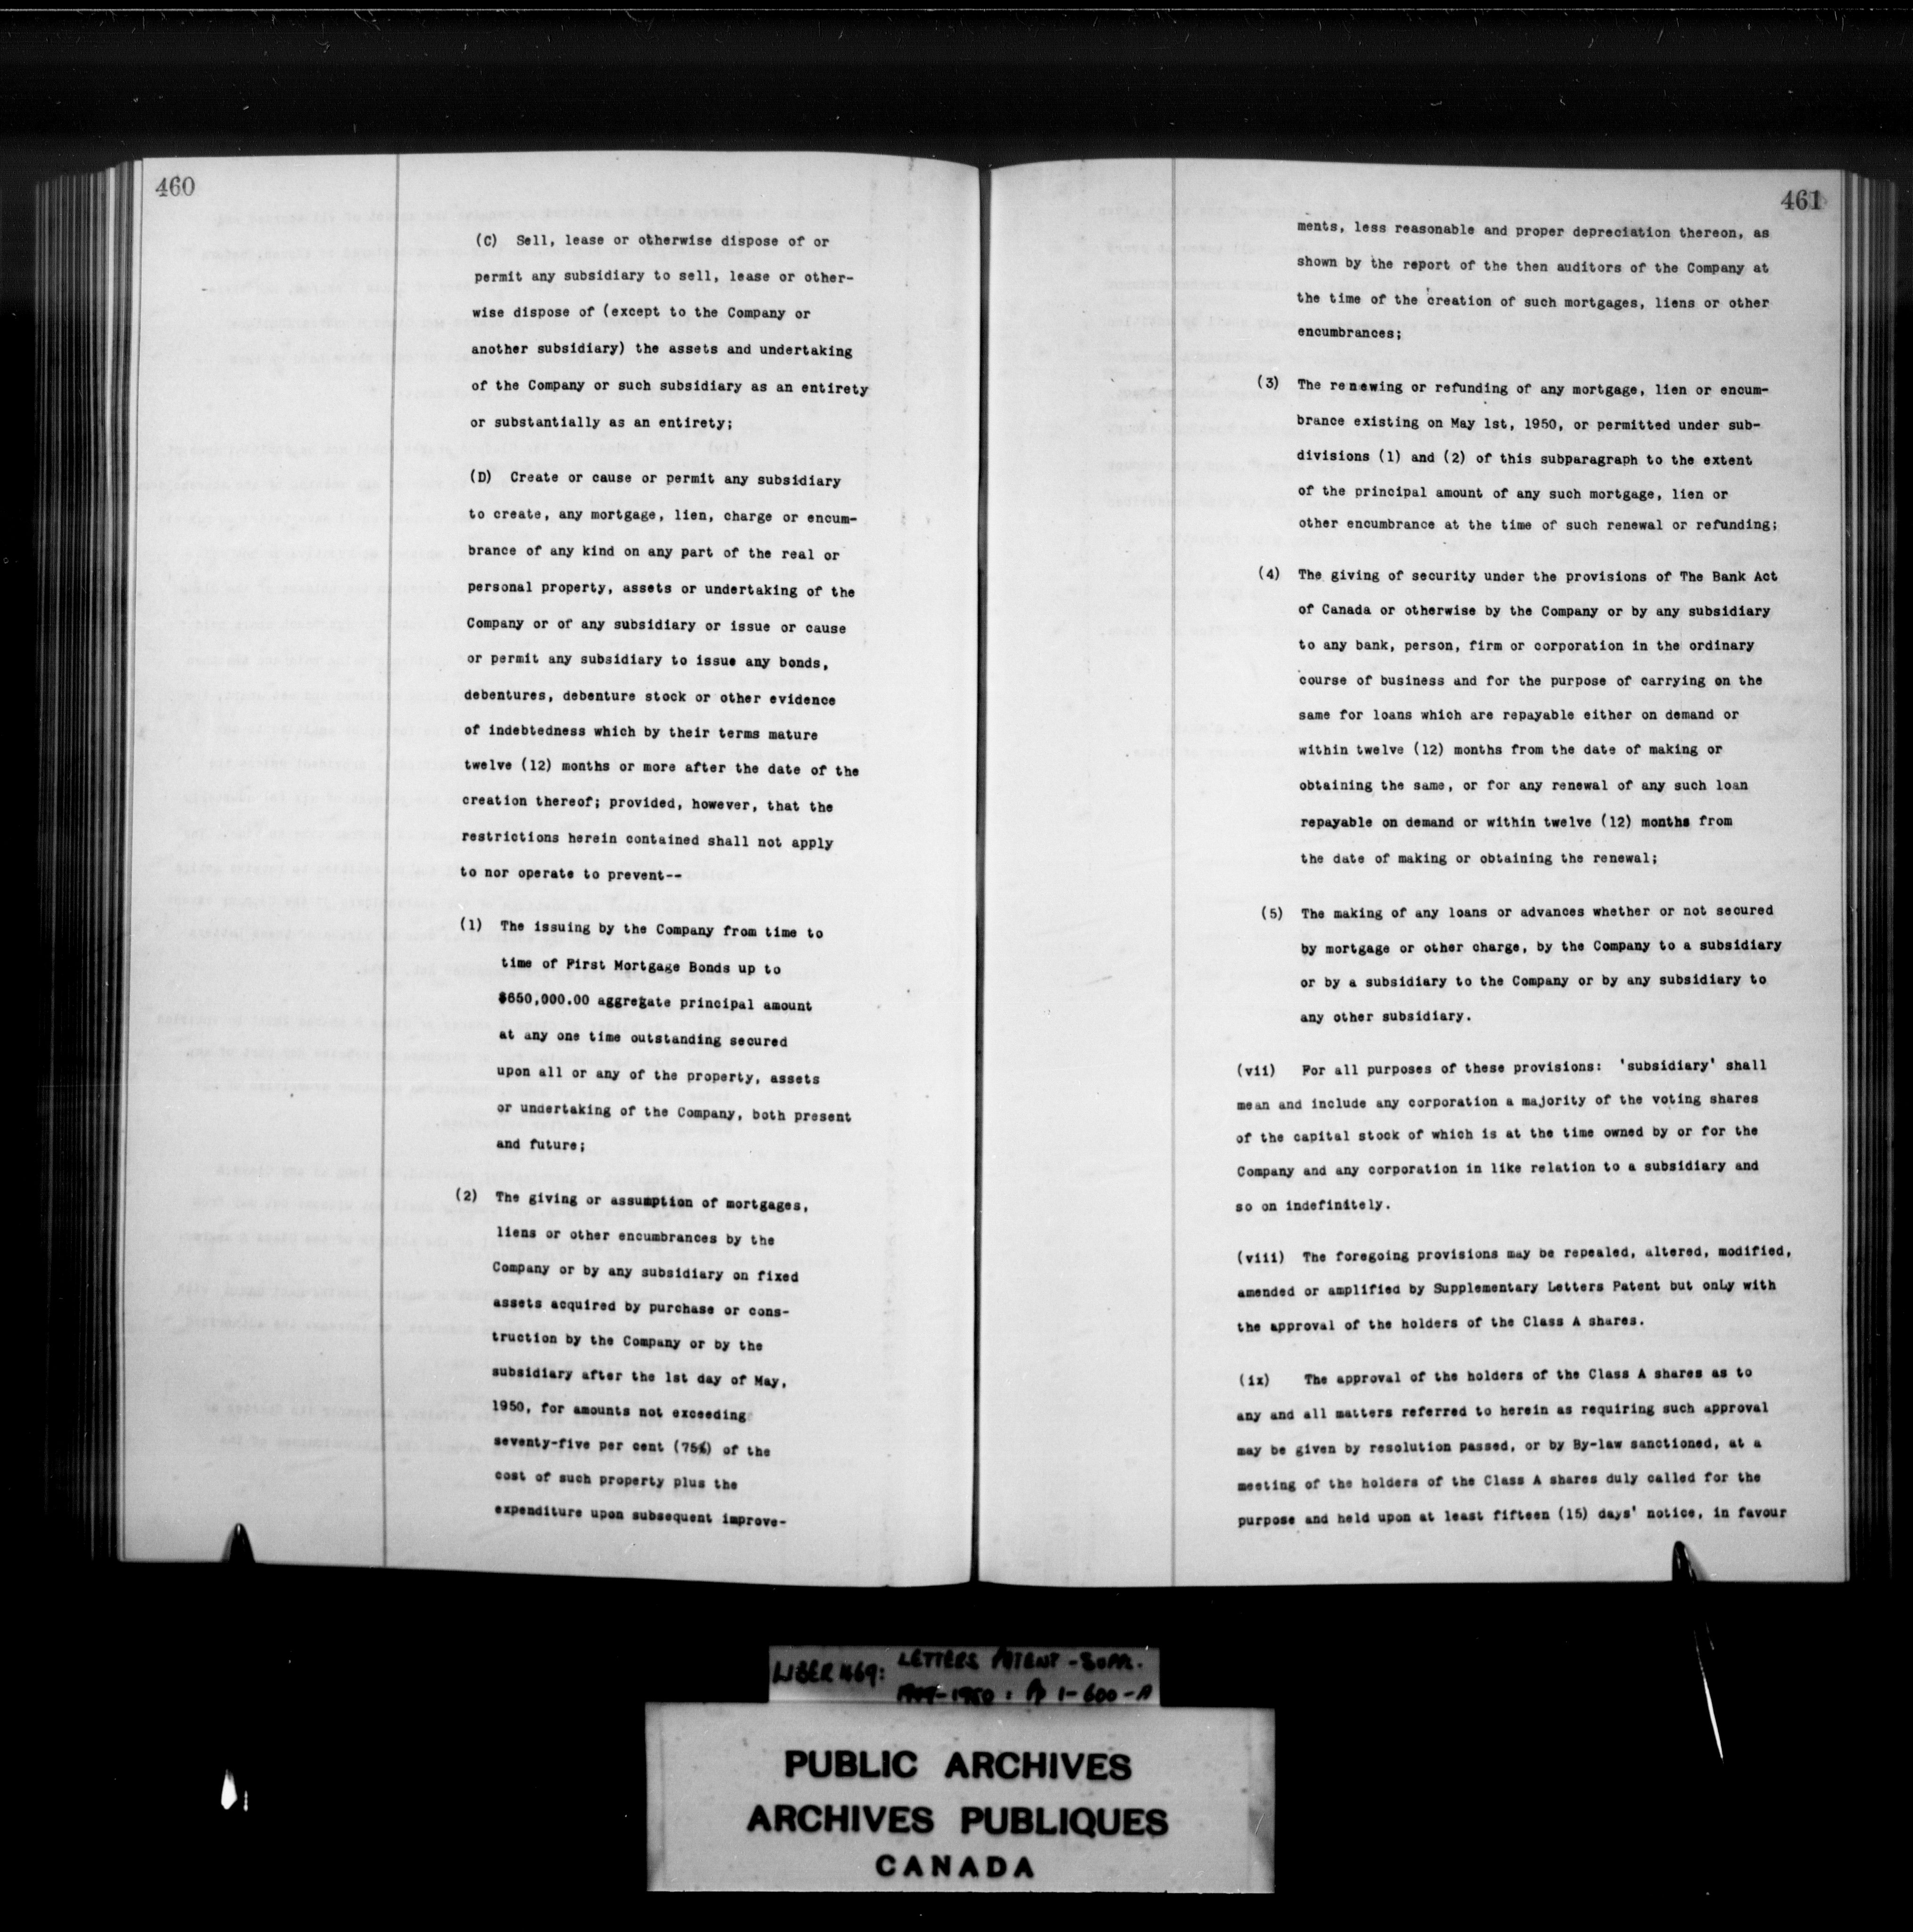 460
(C) Sell, lease or otherwise dispose of or
permit any subsidiary to sell, lease or other-
wise dispose of (except to the Company or
another subsidiary) the assets and undertaking
of the Company or such subsidiary as an entirety
or substantially as an entirety;
(D) Create or cause or permit any subsidiary
to create, any mortgage, lien, charge or encum-
brance of any kind on any part of the real or
personal property, assets or undertaking of the
Company or of any subsidiary or issue or cause
or permit any subsidiary to issue any bonds,
debentures, debenture stock or other evidence
of indebtedness which by their terms mature
twelve (12) months or more after the date of the
creation thereof; provided, however, that the
restrictions herein contained shall not apply
to nor operate to prevent--
(1) The issuing by the Company from time to
time of First Mortgage Bonds up to
$650,000.00 aggregate principal amount
at any one time outstanding secured
upon all or any of the property, assets
or undertaking of the Company, both present
and future;
(2) The giving or assumption of mortgages,
liens or other encumbrances by the
Company or by any subsidiary on fixed
assets acquired by purchase or cons-
truction by the Company or by the
subsidiary after the 1st day of May,
1950, for amounts not exceeding
seventy-five per cent (75%) of the
cost of such property plus the
expenditure upon subsequent improve-
461
ments, less reasonable and proper depreciation thereon, as
shown by the report of the then auditors of the Company at
the time of the creation of such mortgages, liens or other
encumbrances;
(3) The renewing or refunding of any mortgage, lien or encum-
brance existing on May 1st, 1950, or permitted under sub-
divisions (1) and (2) of this subparagraph to the extent
of the principal amount of any such mortgage, lien or
other encumbrance at the time of such renewal or refunding;
(4) The giving of security under the provisions of The Bank Act
of Canada or otherwise by the Company or by any subsidiary
to any bank, person, firm or corporation in the ordinary
course of business and for the purpose of carrying on the
same for loans which are repayable either on demand or
within twelve (12) months from the date of making or
obtaining the same, or for any renewal of any such loan
repayable on demand or within twelve (12) months from
the date of making or obtaining the renewal;
(5) The making of any loans or advances whether or not secured
by mortgage or other charge, by the Company to a subsidiary
or by a subsidiary to the Company or by any subsidiary to
any other subsidiary.
(vii) For all purposes of these provisions: 'subsidiary' shall
mean and include any corporation a majority of the voting shares
of the capital stock of which is at the time owned by or for the
Company and any corporation in like relation to a subsidiary and
so on indefinitely.
(viii) The foregoing provisions may be repealed, altered, modified,
amended or amplified by Supplementary Letters Patent but only with
the approval of the holders of the Class A shares.
(ix) The approval of the holders of the Class A shares as to
any and all matters referred to herein as requiring such approval
may be given by resolution passed, or by By-law sanctioned, at a
meeting of the holders of the Class A shares duly called for the
purpose and held upon at least fifteen (15) days' notice, in favour
LIBER 469: LETTERS PATENT - SUPP.
1949-1950: Pp 1-600-A
PUBLIC ARCHIVES
ARCHIVES PUBLIQUES
CANADA